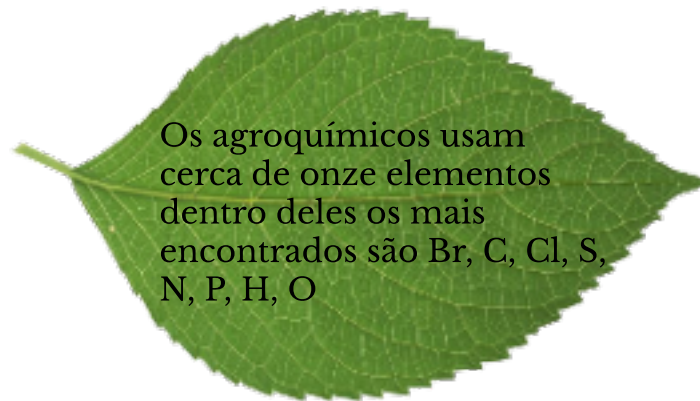 Os agroquímicos usam
cerca de onze elementos
dentro deles os mais
encontrados são Br, C, Cl, S,
N, P, H, O